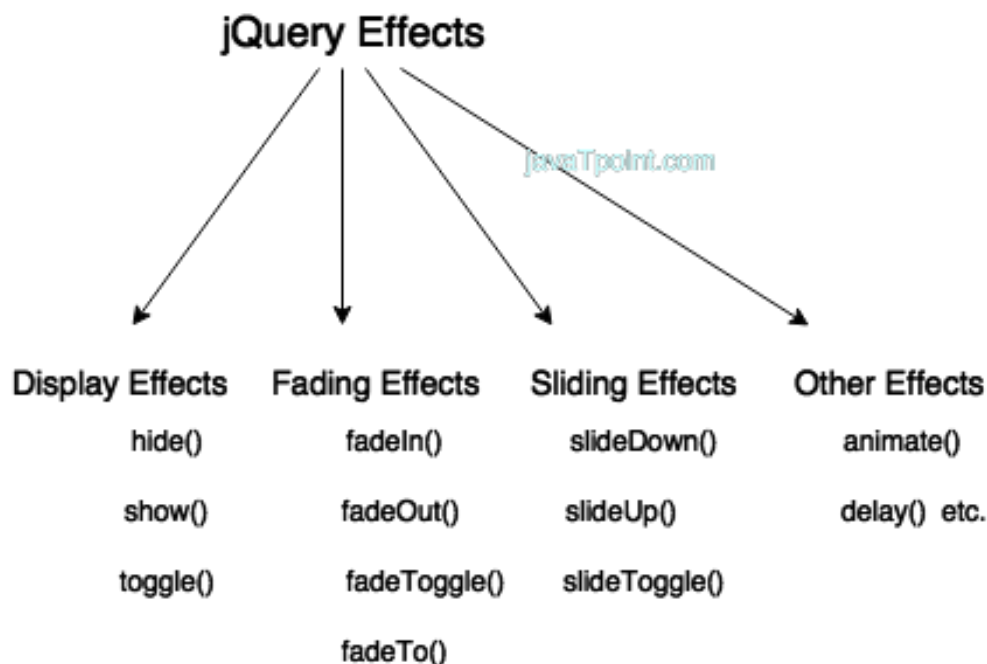 jQuery Effects
javaTpoint.com
Display Effects
hide()
show()
toggle()
Fading Effects
fadeIn()
fadeOut()
fadeToggle()
fadeTo()
Sliding Effects
slideDown()
slideUp()
slideToggle()
Other Effects
animate()
delay() etc.